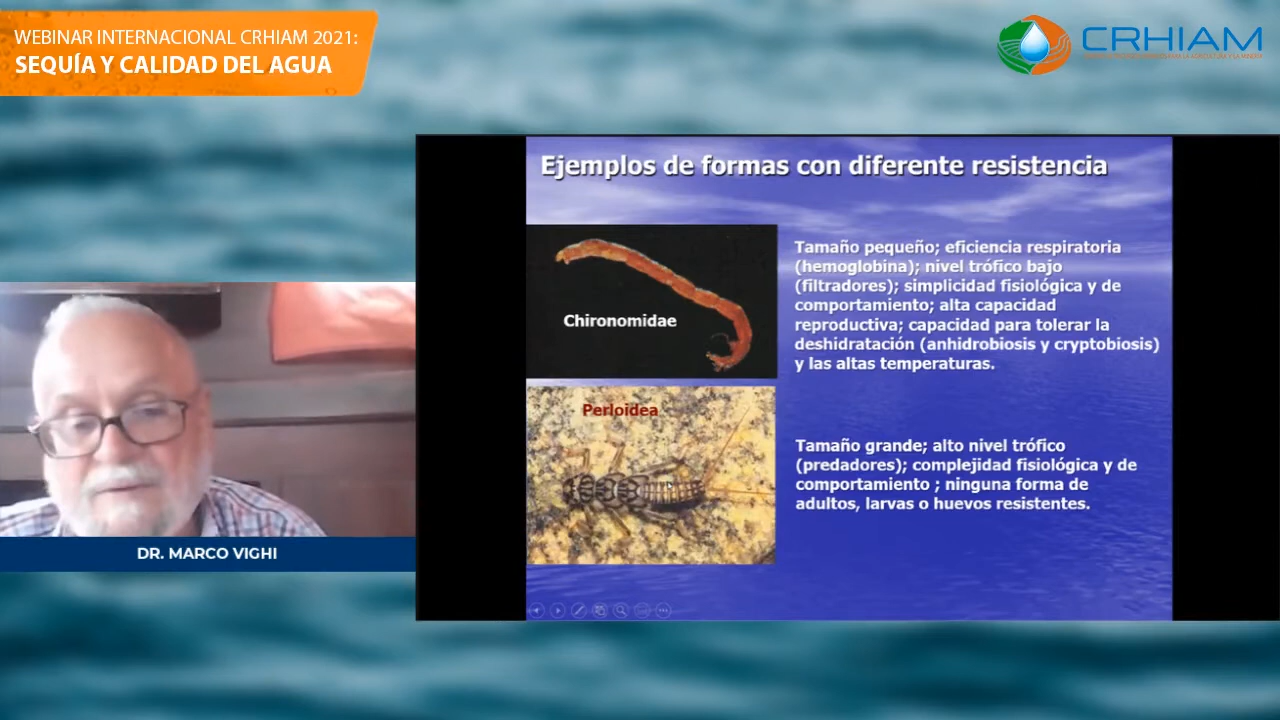 WEBINAR INTERNACIONAL CRHIAM 2021:
SEQUÍA Y CALIDAD DEL AGUA
CRHIAM
Ejemplos de formas con diferente resistencia
Chironomidae
Tamaño pequeño; eficiencia respiratoria
(hemoglobina); nivel trófico bajo
(filtradores); simplicidad fisiológica y de
comportamiento; alta capacidad
reproductiva; capacidad para tolerar la
deshidratación (anhidrobiosis y cryptobiosis)
y las altas temperaturas.
Perloidea
Tamaño grande; alto nivel trófico
(predadores); complejidad fisiológica y de
comportamiento ; ninguna forma de
adultos, larvas o huevos resistentes.
DR. MARCO VIGHI